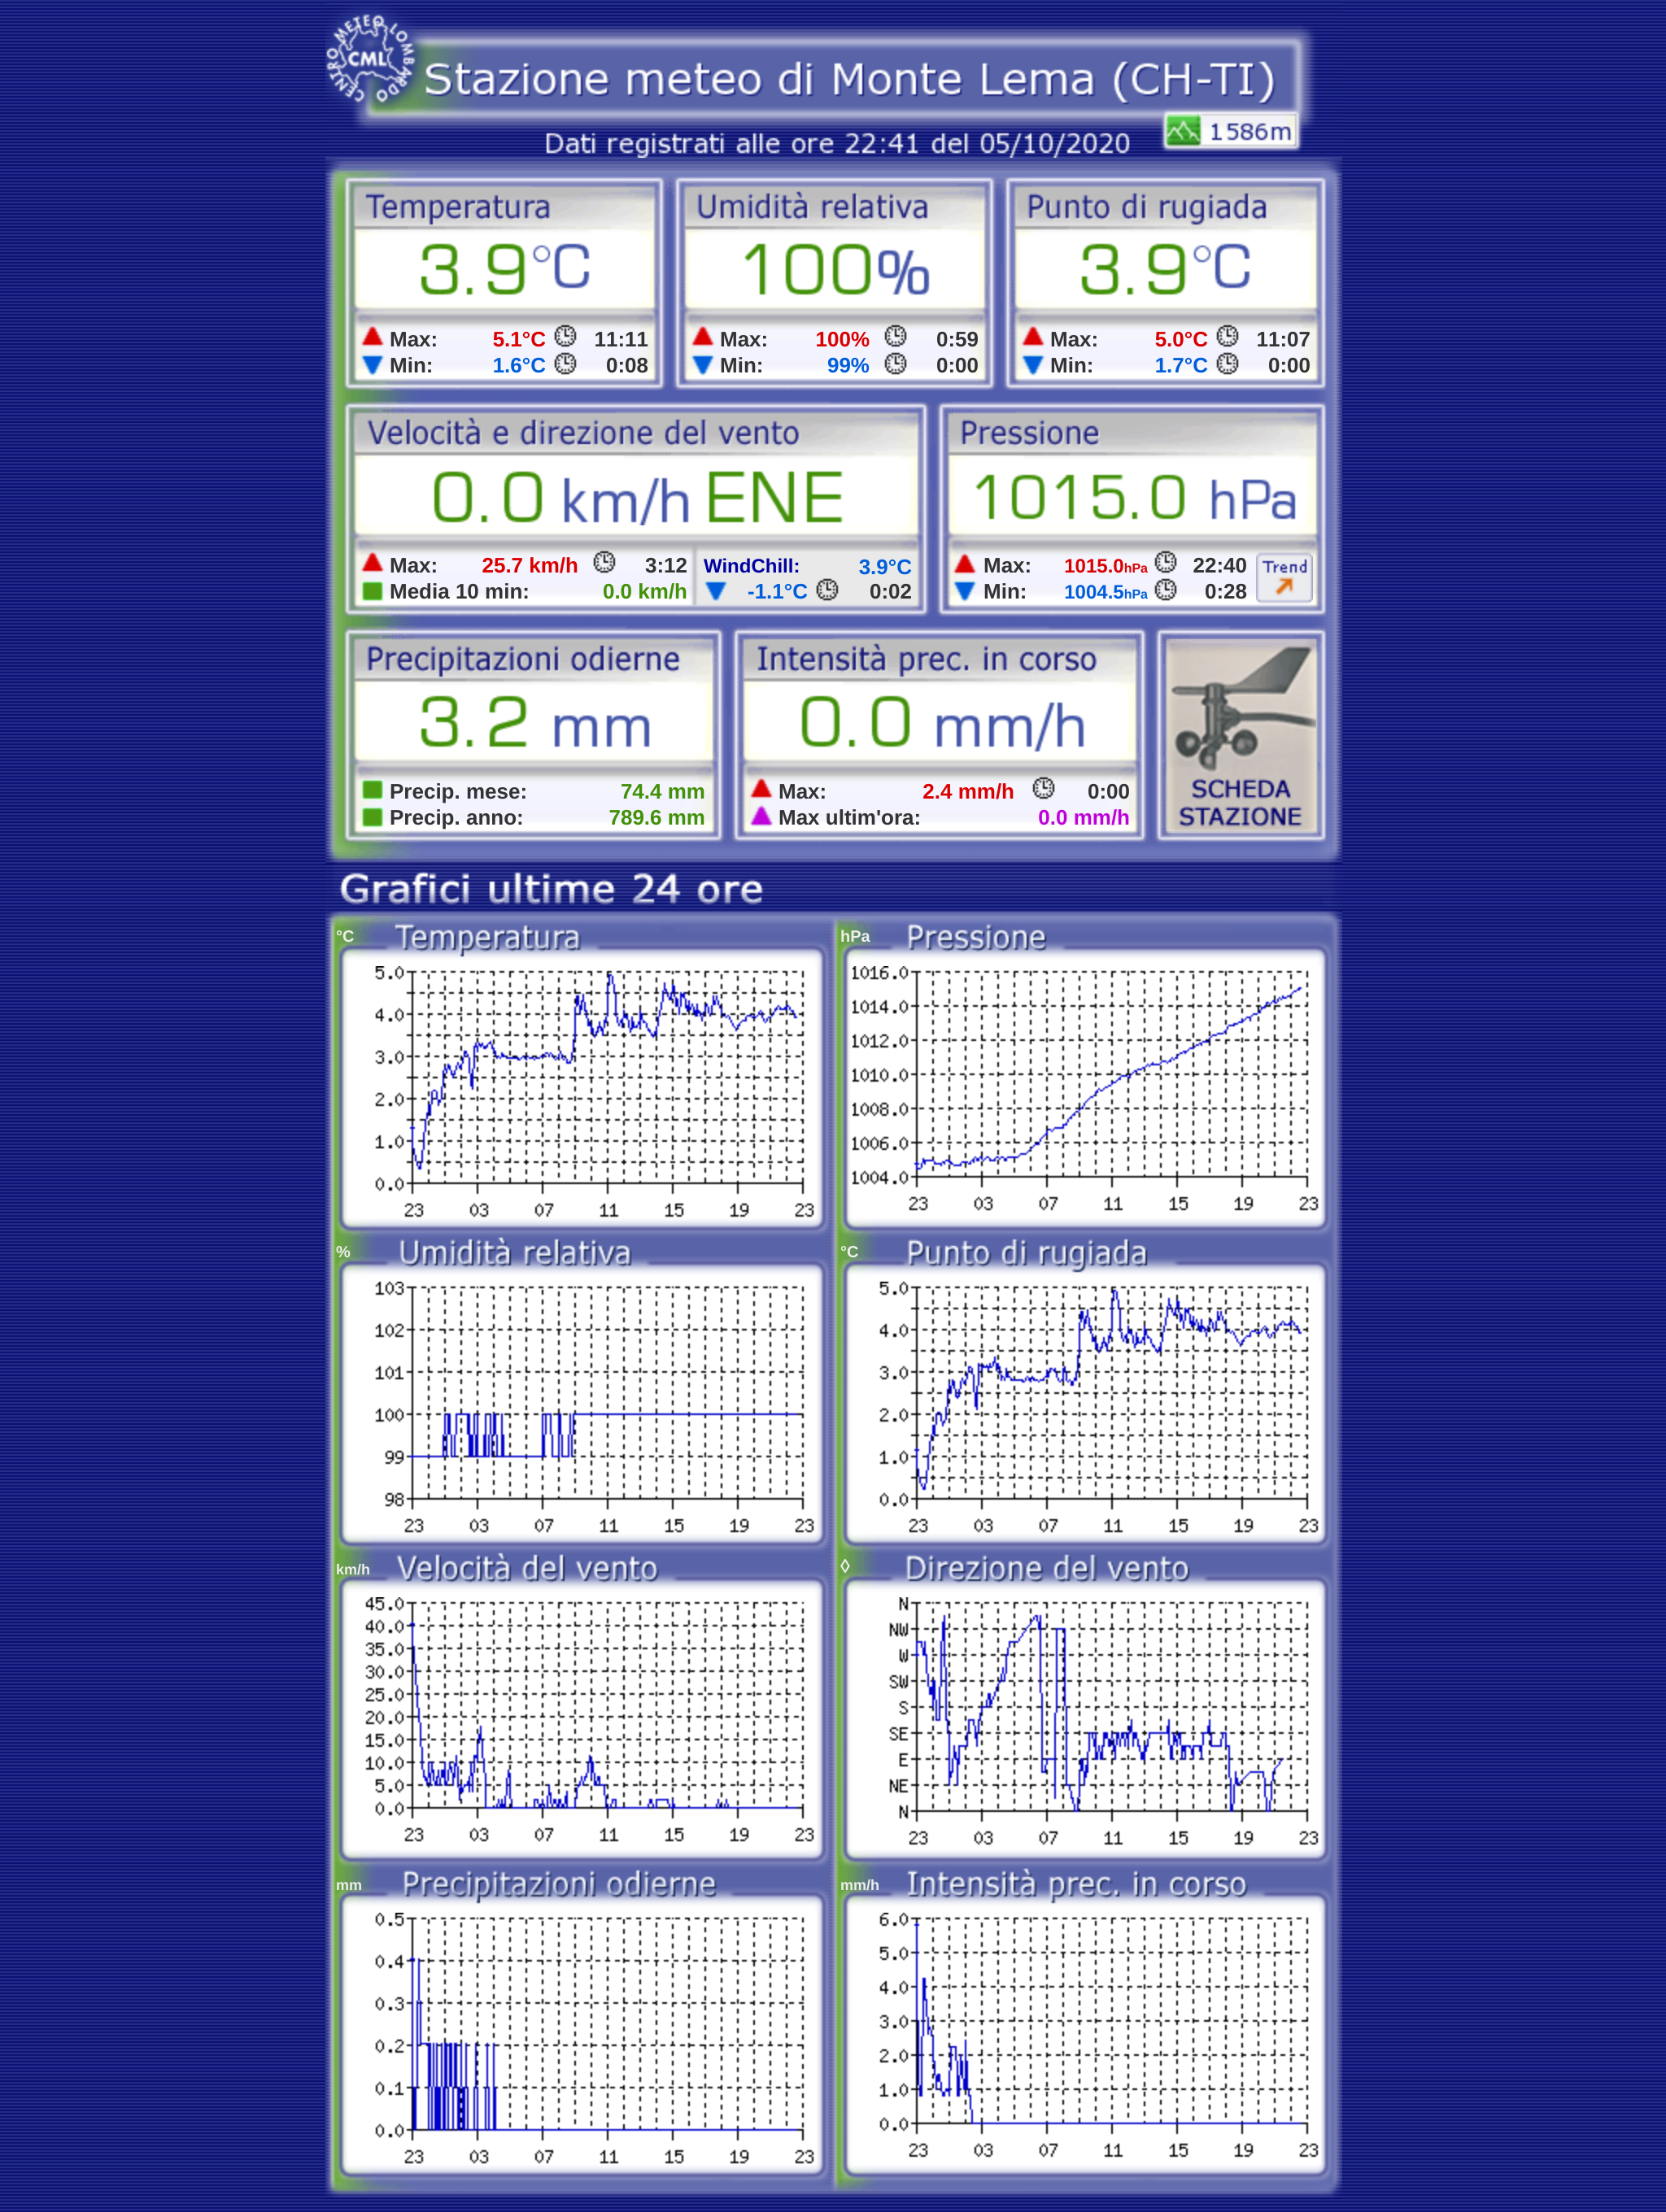 CENTRO METEO LOMBARDO
CML
Stazione meteo di Monte Lema (CH-TI)
Dati registrati alle ore 22:41 del 05/10/2020
1586m
Temperatura Umidità relativa Punto di rugiada
3.9°C 100% 3.9°C
Max: 5.1°C 11:11 Max: 100% 0:59 Max: 5.0°C 11:07
Min: 1.6°C 0:08 Min: 99% 0:00 Min: 1.7°C 0:00
Velocità e direzione del vento Pressione
0.0 km/h ENE 1015.0 hPa
Max: 25.7 km/h 3:12 WindChill: 3.9°C Max: 1015.0hPa 22:40 Trend
Media 10 min: 0.0 km/h -1.1°C 0:02 Min: 1004.5hPa 0:28
Precipitazioni odierne Intensità prec. in corso
3.2 mm 0.0 mm/h
Precip. mese: 74.4 mm Max: 2.4 mm/h 0:00 SCHEDA
Precip. anno: 789.6 mm Max ultim'ora: 0.0 mm/h STAZIONE
Grafici ultime 24 ore
°C Temperatura
5.0
4.0
3.0
2.0
1.0
0.0
23 03 07 11 15 19 23
hPa Pressione
1016.0
1014.0
1012.0
1010.0
1008.0
1006.0
1004.0
23 03 07 11 15 19 23
% Umidità relativa
103
102
101
100
99
98
23 03 07 11 15 19 23
°C Punto di rugiada
5.0
4.0
3.0
2.0
1.0
0.0
23 03 07 11 15 19 23
km/h Velocità del vento
45.0
40.0
35.0
30.0
25.0
20.0
15.0
10.0
5.0
0.0
23 03 07 11 15 19 23
◊ Direzione del vento
N
NW
W
SW
S
SE
E
NE
N
23 03 07 11 15 19 23
mm Precipitazioni odierne
0.5
0.4
0.3
0.2
0.1
0.0
23 03 07 11 15 19 23
mm/h Intensità prec. in corso
6.0
5.0
4.0
3.0
2.0
1.0
0.0
23 03 07 11 15 19 23